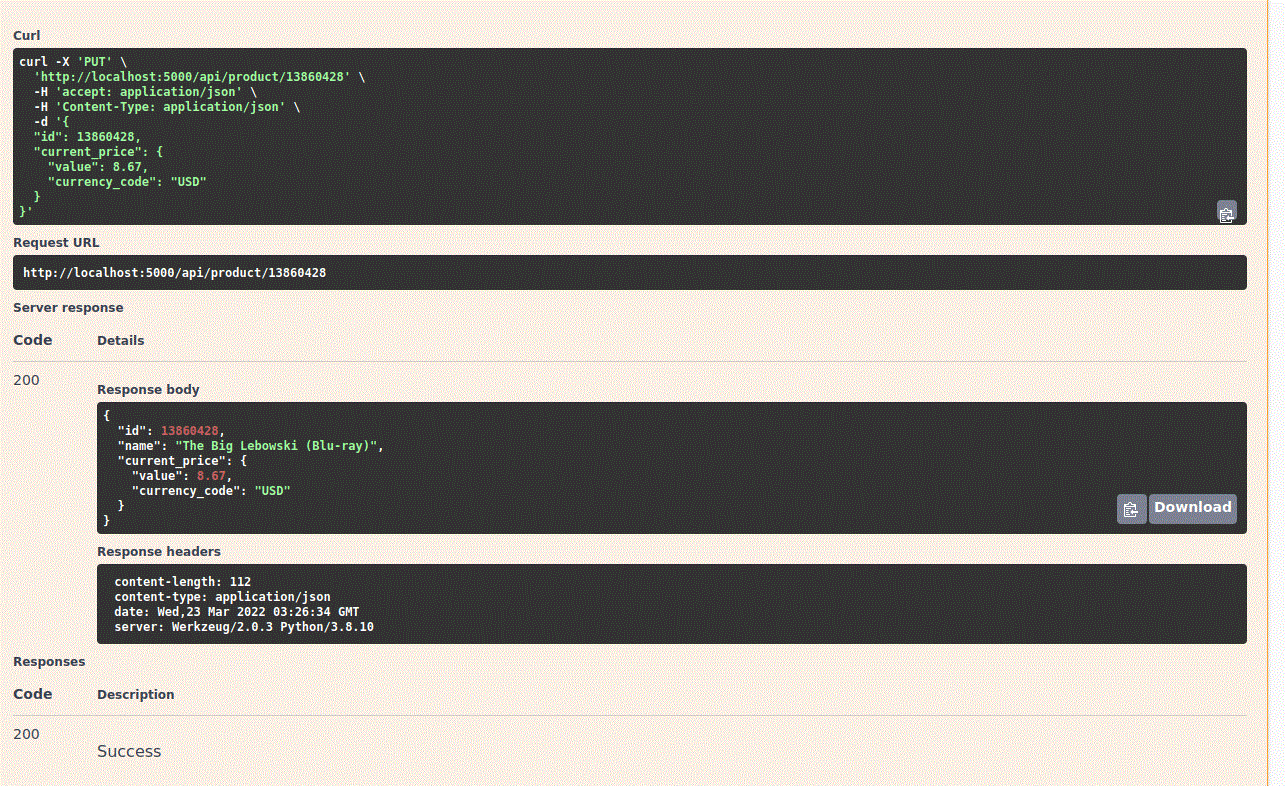 Curl
curl -X 'PUT' \
  'http://localhost:5000/api/product/13860428' \
  -H 'accept: application/json' \
  -H 'Content-Type: application/json' \
  -d '{
  "id": 13860428,
  "current_price": {
    "value": 8.67,
    "currency_code": "USD"
  }
}'
Request URL
http://localhost:5000/api/product/13860428
Server response
Code Details
200
Response body
{
  "id": 13860428,
  "name": "The Big Lebowski (Blu-ray)",
  "current_price": {
    "value": 8.67,
    "currency_code": "USD"
  }
}
Download
Response headers
content-length: 112
content-type: application/json
date: Wed,23 Mar 2022 03:26:34 GMT
server: Werkzeug/2.0.3 Python/3.8.10
Responses
Code Description
200
Success